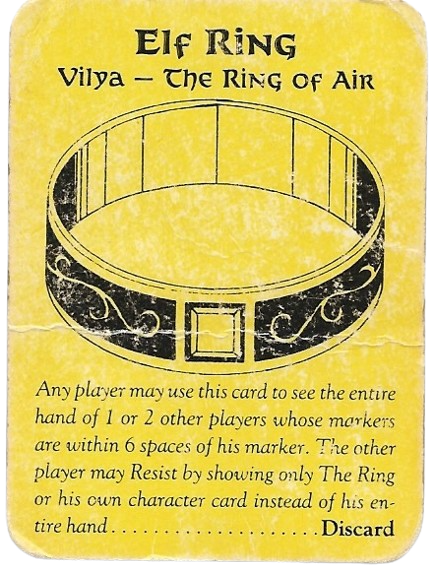 Elf Ring
Vilya – The Ring of Air
Any player may use this card to see the entire
hand of 1 or 2 other players whose markers
are within 6 spaces of his marker. The other
player may Resist by showing only The Ring
or his own character card instead of his en-
tire hand . . . . . . . . . . . . . . . . . . . . Discard